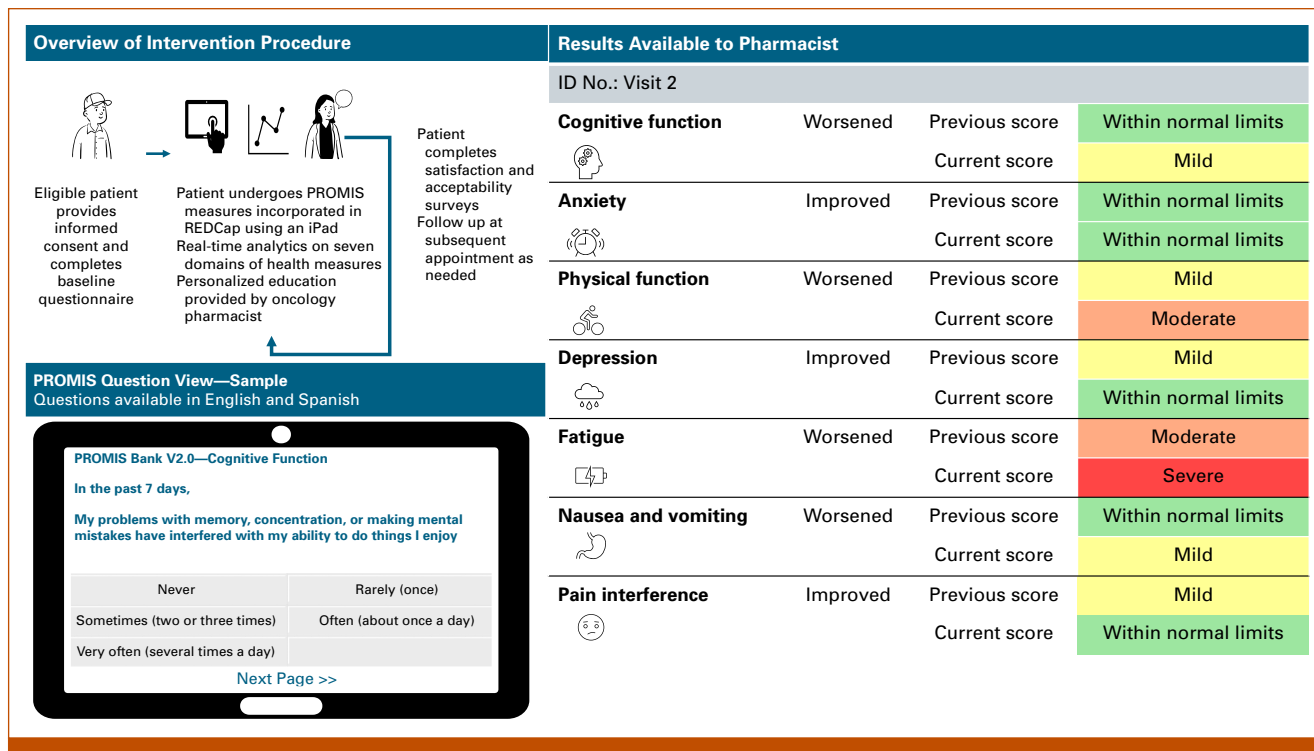 Overview of Intervention Procedure
Eligible patient
provides
informed
consent and
completes
baseline
questionnaire
Patient undergoes PROMIS
measures incorporated in
REDCap using an iPad
Real-time analytics on seven
domains of health measures
Personalized education
provided by oncology
pharmacist
Patient
completes
satisfaction and
acceptability
surveys
Follow up at
subsequent
appointment as
needed
PROMIS Question View—Sample
Questions available in English and Spanish
PROMIS Bank V2.0—Cognitive Function
In the past 7 days,
My problems with memory, concentration, or making mental
mistakes have interfered with my ability to do things I enjoy
Never Rarely (once)
Sometimes (two or three times) Often (about once a day)
Very often (several times a day)
Next Page >>
Results Available to Pharmacist
ID No.: Visit 2
Cognitive function Worsened Previous score Within normal limits
Current score Mild
Anxiety Improved Previous score Within normal limits
Current score Within normal limits
Physical function Worsened Previous score Mild
Current score Moderate
Depression Improved Previous score Mild
Current score Within normal limits
Fatigue Worsened Previous score Moderate
Current score Severe
Nausea and vomiting Worsened Previous score Within normal limits
Current score Mild
Pain interference Improved Previous score Mild
Current score Within normal limits